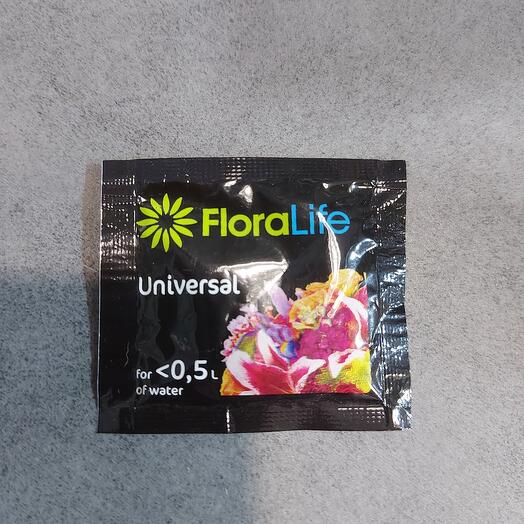 FloraLife
Universal
for <0,5 L
of water